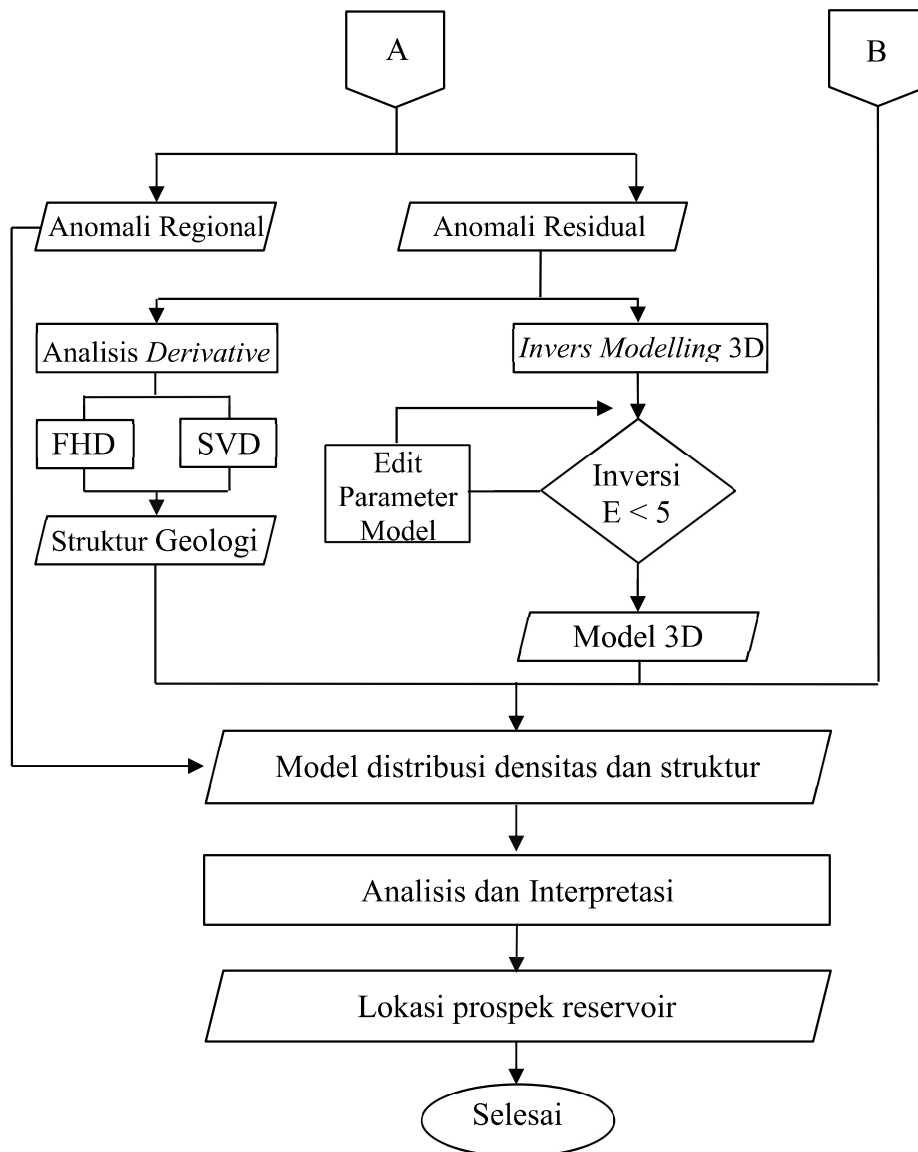 A
B
Anomali Regional
Anomali Residual
Analisis Derivative
Invers Modelling 3D
FHD
SVD
Edit
Parameter
Model
Inversi
E < 5
Struktur Geologi
Model 3D
Model distribusi densitas dan struktur
Analisis dan Interpretasi
Lokasi prospek reservoir
Selesai